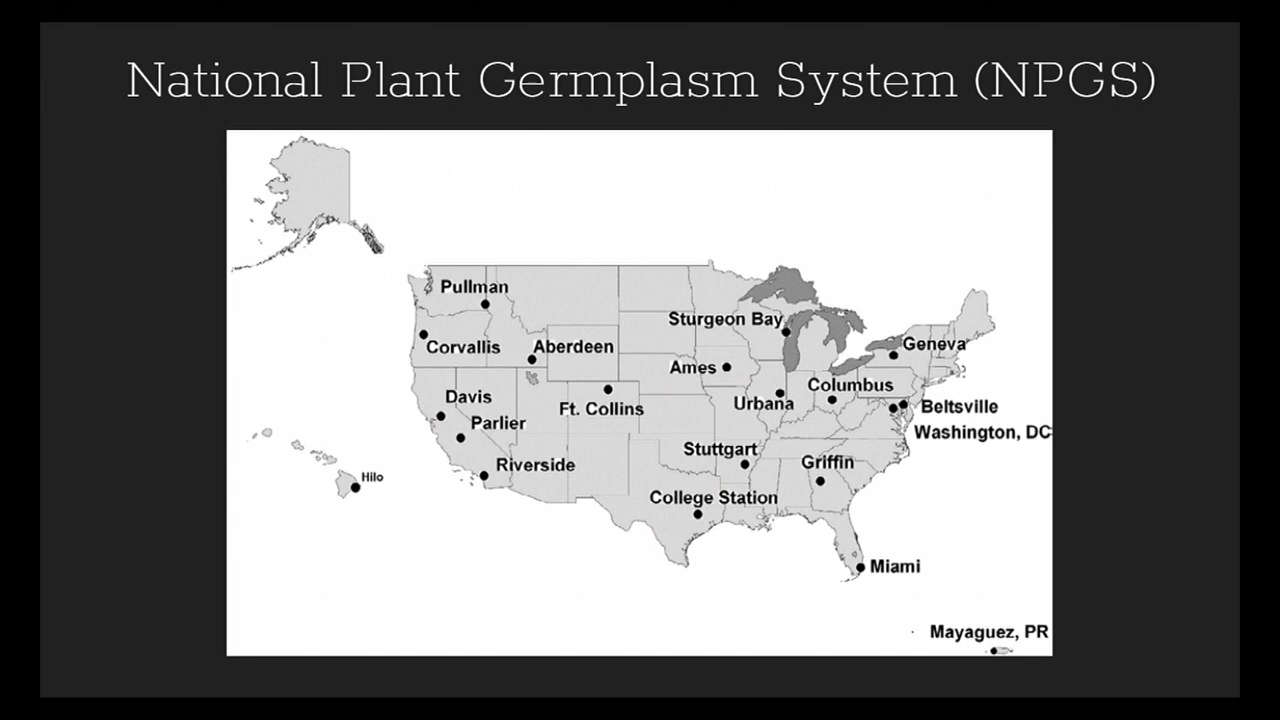 National Plant Germplasm System (NPGS)
Pullman
Sturgeon Bay
Geneva
Corvallis
Aberdeen
Ames
Columbus
Davis
Ft. Collins
Urbana
Beltsville
Parlier
Washington, DC
Stuttgart
Griffin
Riverside
Hilo
College Station
Miami
Mayaguez, PR